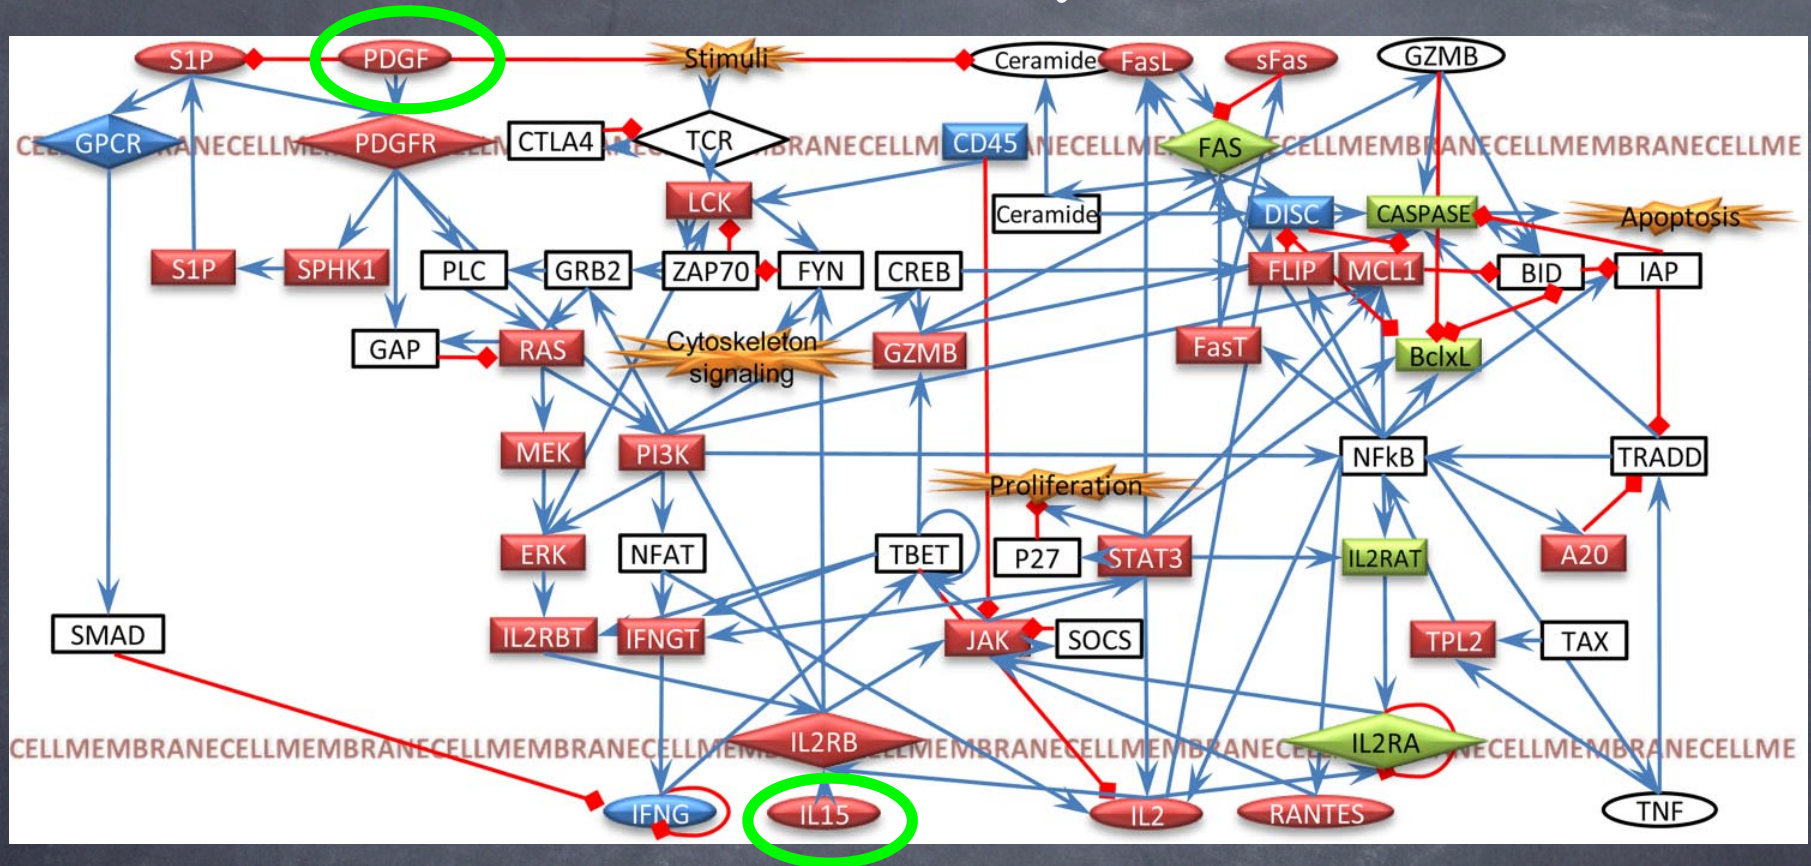 S1P
PDGF
Stimuli
Ceramide
FasL
sFas
GZMB
GPCR
PDGFR
CTLA4
TCR
CD45
FAS
LCK
Ceramide
DISC
CASPASE
Apoptosis
S1P
SPHK1
PLC
GRB2
ZAP70
FYN
CREB
FLIP
MCL1
BID
IAP
GAP
RAS
Cytoskeleton
signaling
GZMB
FasT
BclxL
MEK
PI3K
NFkB
TRADD
Proliferation
ERK
NFAT
TBET
P27
STAT3
IL2RAT
A20
SMAD
IL2RBT
IFNGT
JAK
SOCS
TPL2
TAX
IL2RB
IL2RA
IFNG
IL15
IL2
RANTES
TNF